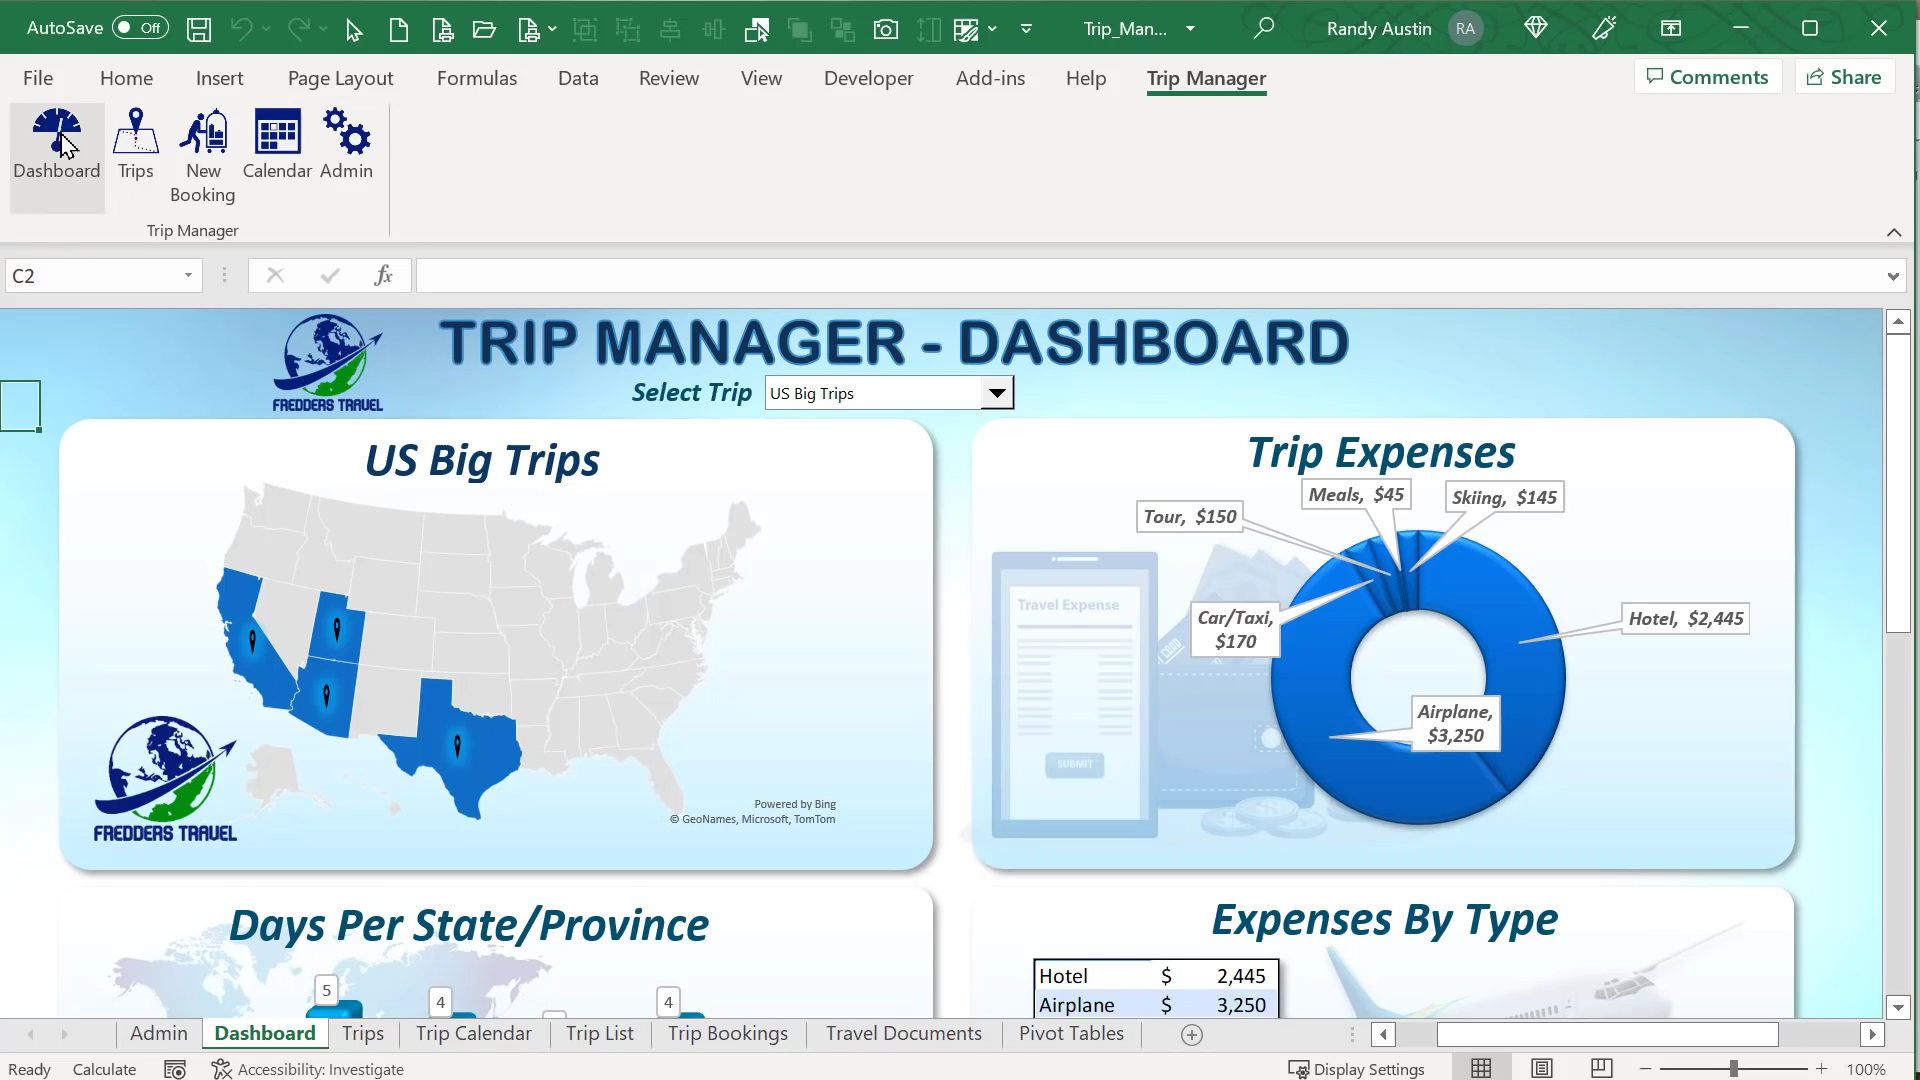 AutoSave Off
Trip_Man...
Randy Austin RA
File Home Insert Page Layout Formulas Data Review View Developer Add-ins Help Trip Manager
Comments Share
Dashboard Trips New Booking Calendar Admin
Trip Manager
C2
fx
TRIP MANAGER - DASHBOARD
FREDDERS TRAVEL
Select Trip US Big Trips
US Big Trips
FREDDERS TRAVEL
Powered by Bing
© GeoNames, Microsoft, TomTom
Trip Expenses
Meals, $45
Skiing, $145
Tour, $150
Travel Expense
Car/Taxi,
$170
Hotel, $2,445
Airplane,
$3,250
SUBMIT
Days Per State/Province
5
4
4
Expenses By Type
Hotel $ 2,445
Airplane $ 3,250
Admin Dashboard Trips Trip Calendar Trip List Trip Bookings Travel Documents Pivot Tables
Ready Calculate Accessibility: Investigate Display Settings 100%